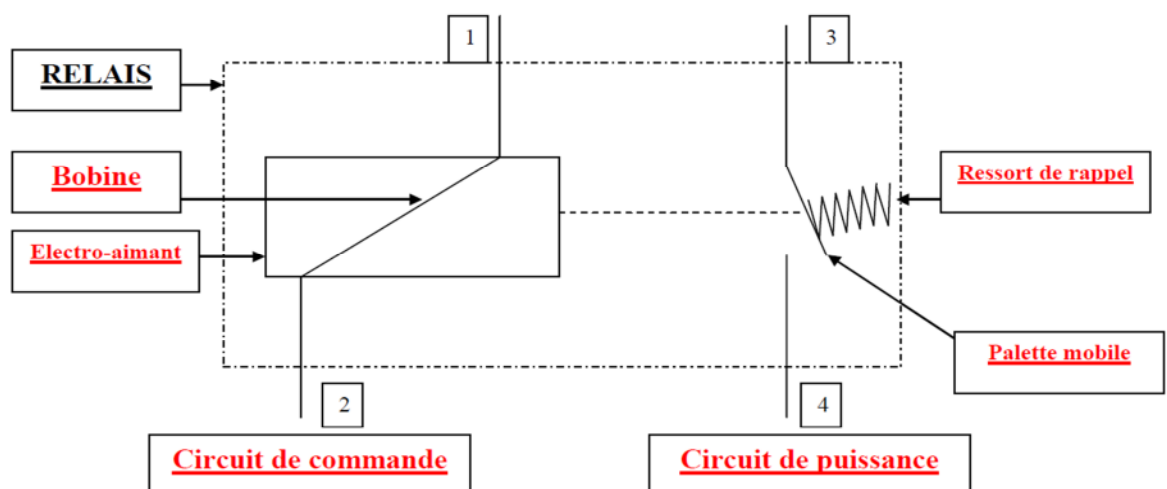 1
3
RELAIS
Bobine
Ressort de rappel
Electro-aimant
Palette mobile
2
4
Circuit de commande
Circuit de puissance